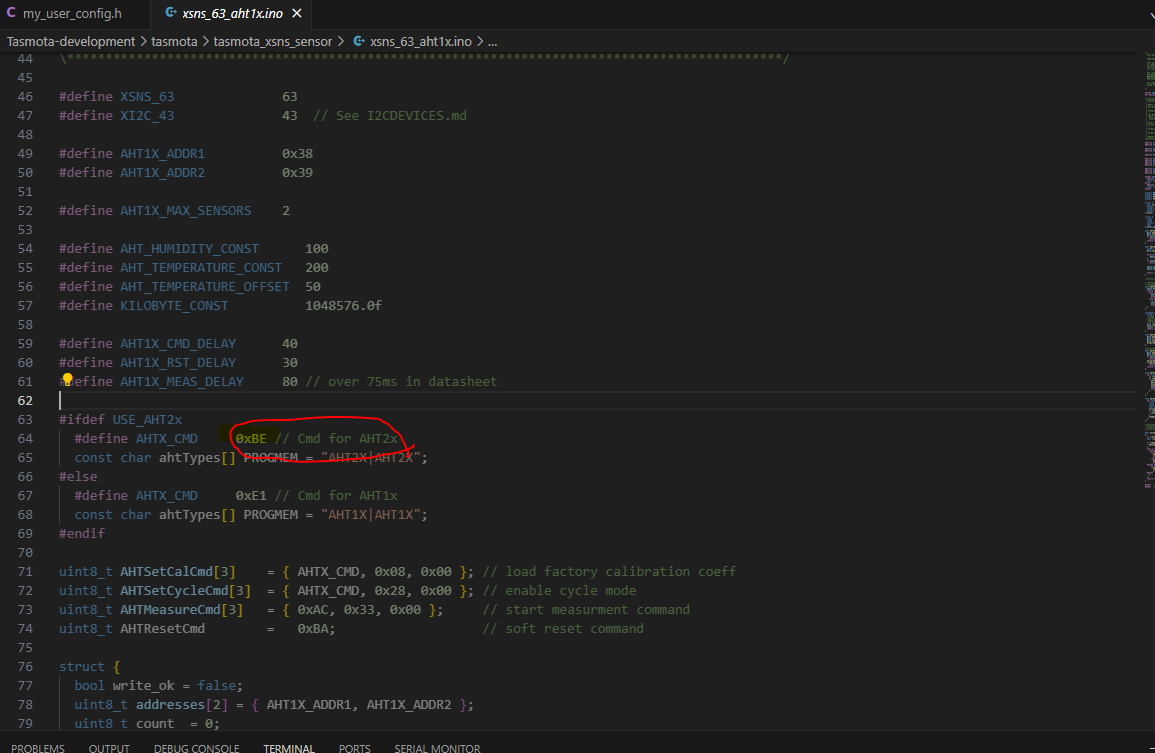 my_user_config.h xsns_63_aht1x.ino
Tasmota-development > tasmota > tasmota_xsns_sensor > xsns_63_aht1x.ino > ...
44 \*********************************************************************************************/
45
46 #define XSNS_63 63
47 #define XI2C_43 43 // See I2CDEVICES.md
48
49 #define AHT1X_ADDR1 0x38
50 #define AHT1X_ADDR2 0x39
51
52 #define AHT1X_MAX_SENSORS 2
53
54 #define AHT_HUMIDITY_CONST 100
55 #define AHT_TEMPERATURE_CONST 200
56 #define AHT_TEMPERATURE_OFFSET 50
57 #define KILOBYTE_CONST 1048576.0f
58
59 #define AHT1X_CMD_DELAY 40
60 #define AHT1X_RST_DELAY 30
61 #define AHT1X_MEAS_DELAY 80 // over 75ms in datasheet
62
63 #ifdef USE_AHT2x
64 #define AHTX_CMD 0xBE // Cmd for AHT2x
65 const char ahtTypes[] PROGMEM = "AHT2X|AHT2X";
66 #else
67 #define AHTX_CMD 0xE1 // Cmd for AHT1x
68 const char ahtTypes[] PROGMEM = "AHT1X|AHT1X";
69 #endif
70
71 uint8_t AHTSetCalCmd[3] = { AHTX_CMD, 0x08, 0x00 }; // load factory calibration coeff
72 uint8_t AHTSetCycleCmd[3] = { AHTX_CMD, 0x28, 0x00 }; // enable cycle mode
73 uint8_t AHTMeasureCmd[3] = { 0xAC, 0x33, 0x00 }; // start measurment command
74 uint8_t AHTResetCmd = 0xBA; // soft reset command
75
76 struct {
77 bool write_ok = false;
78 uint8_t addresses[2] = { AHT1X_ADDR1, AHT1X_ADDR2 };
79 uint8_t count = 0;
PROBLEMS OUTPUT DEBUG CONSOLE TERMINAL PORTS SERIAL MONITOR